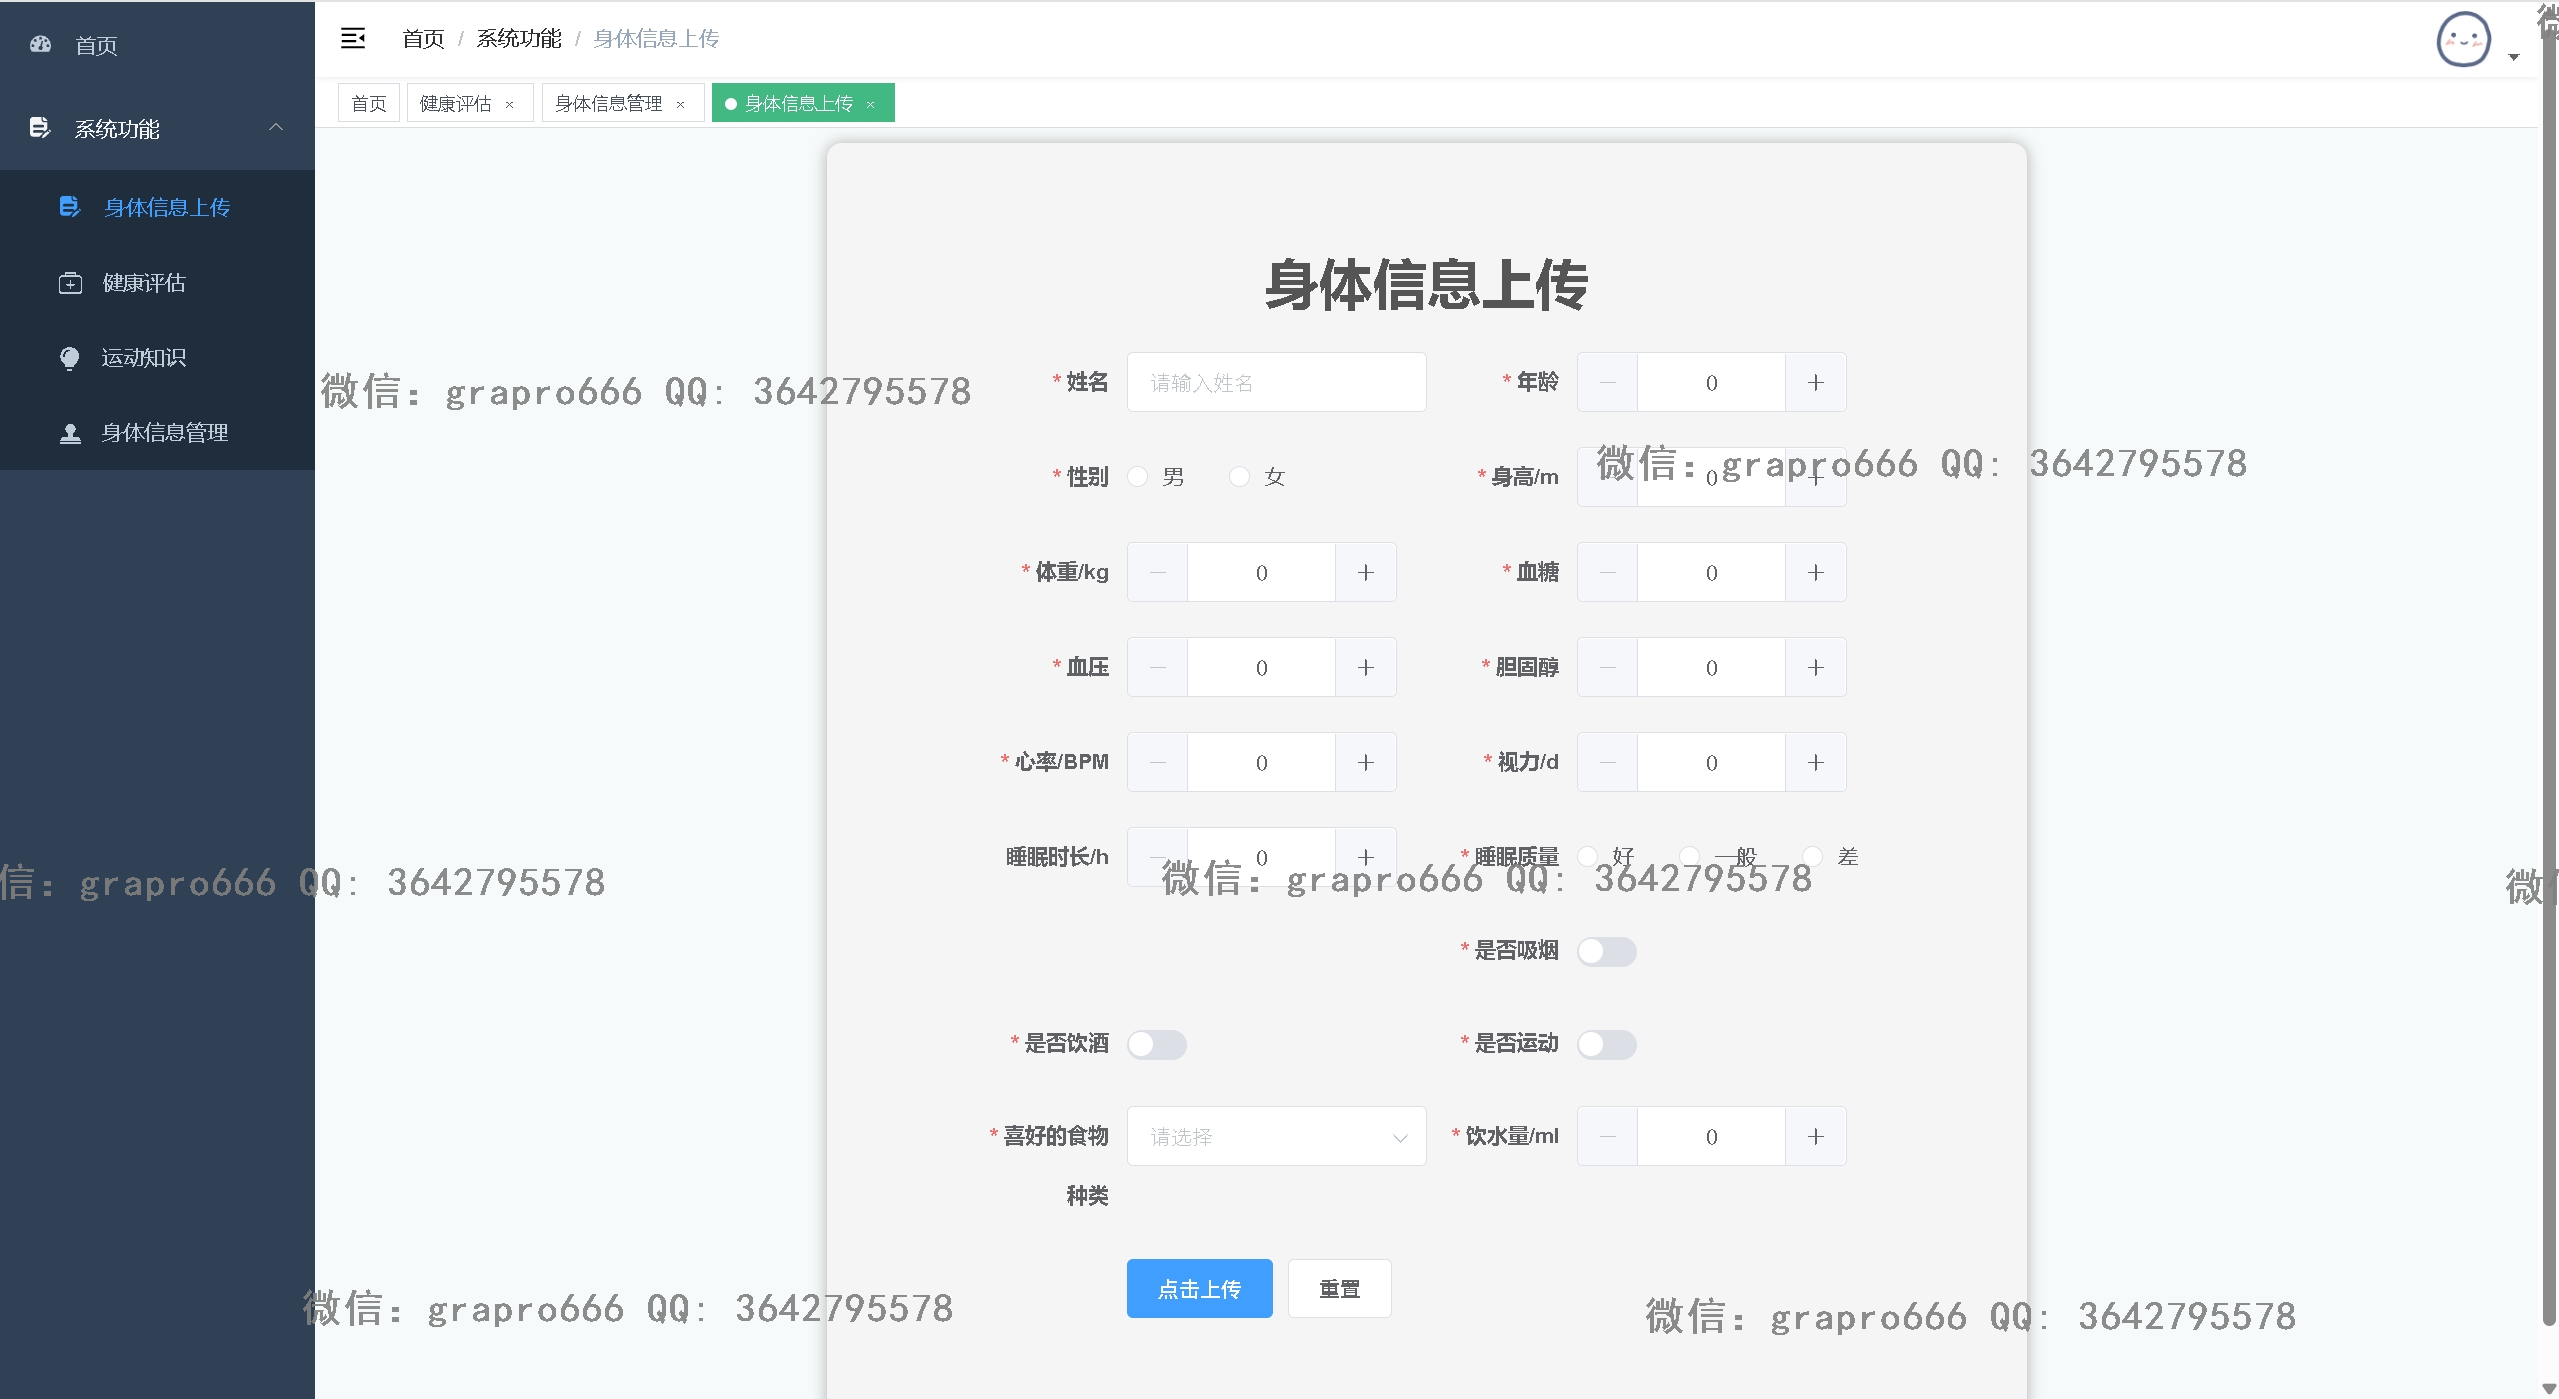 首页
首页 / 系统功能 / 身体信息上传
系统功能
首页
健康评估 ×
身体信息管理 ×
身体信息上传 ×
身体信息上传
健康评估
运动知识
身体信息管理
身体信息上传
* 姓名 请输入姓名 * 年龄 0
* 性别 男 女 * 身高/m 0
* 体重/kg 0 * 血糖 0
* 血压 0 * 胆固醇 0
* 心率/BPM 0 * 视力/d 0
睡眠时长/h 0 * 睡眠质量 好 一般 差
* 是否吸烟
* 是否饮酒 * 是否运动
* 喜好的食物 请选择 * 饮水量/ml 0
种类
点击上传 重置
微信: grapro666 QQ: 3642795578
微信: grapro666 QQ: 3642795578
信: grapro666 QQ: 3642795578
微信: grapro666 QQ: 3642795578
微信: grapro666 QQ: 3642795578
微信: grapro666 QQ: 3642795578